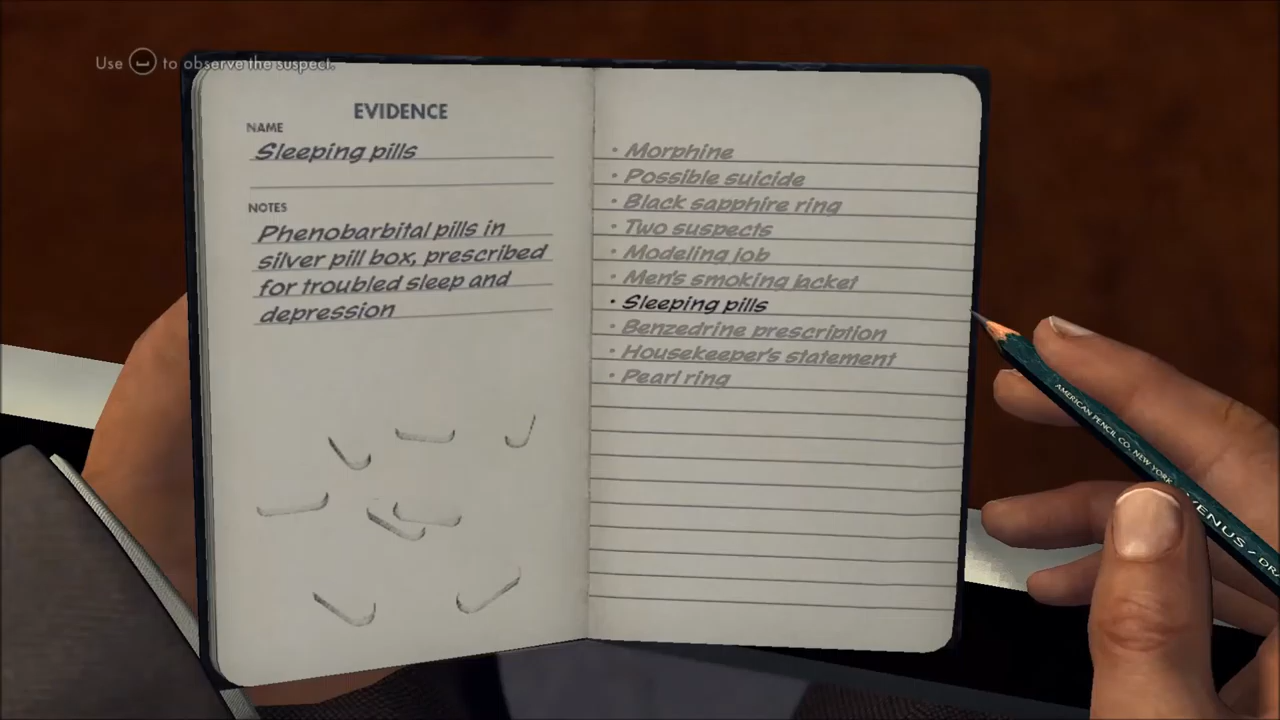 Use to observe the suspect.
EVIDENCE
NAME
Sleeping pills
NOTES
Phenobarbital pills in
silver pill box, prescribed
for troubled sleep and
depression
• Morphine
• Possible suicide
• Black sapphire ring
• Two suspects
• Modeling job
• Men's smoking jacket
• Sleeping pills
• Benzedrine prescription
• Housekeeper's statement
• Pearl ring
AMERICAN PENCIL CO. NEW YORK
VENUS / DRA